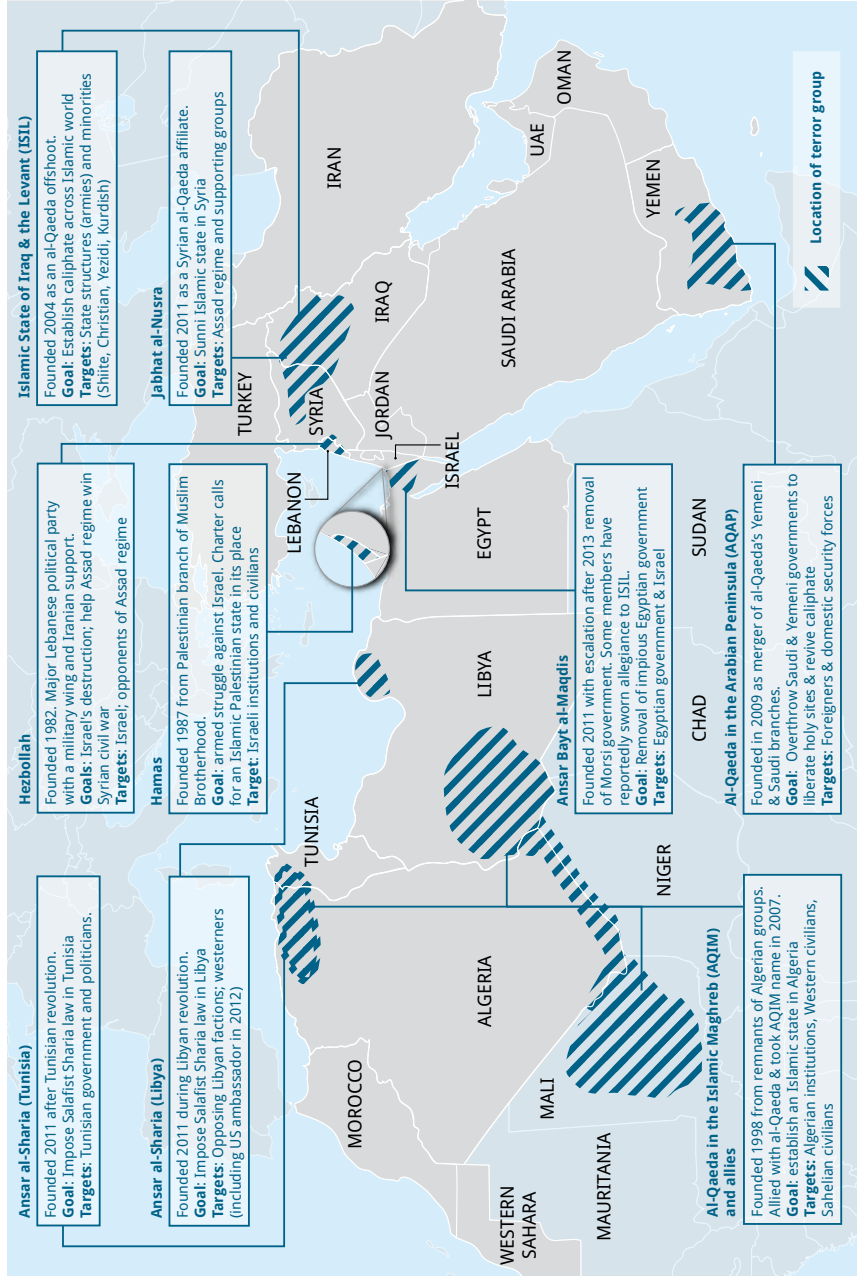 Ansar al-Sharia (Tunisia)
Founded 2011 after Tunisian revolution.
Goal: Impose Salafist Sharia law in Tunisia
Targets: Tunisian government and politicians.
Ansar al-Sharia (Libya)
Founded 2011 during Libyan revolution.
Goal: Impose Salafist Sharia law in Libya
Targets: Opposing Libyan factions; westerners
(including US ambassador in 2012)
Hezbollah
Founded 1982. Major Lebanese political party
with a military wing and Iranian support.
Goals: Israel's destruction; help Assad regime win
Syrian civil war
Targets: Israel; opponents of Assad regime
Hamas
Founded 1987 from Palestinian branch of Muslim
Brotherhood.
Goal: armed struggle against Israel. Charter calls
for an Islamic Palestinian state in its place
Target: Israeli institutions and civilians
Islamic State of Iraq & the Levant (ISIL)
Founded 2004 as an al-Qaeda offshoot.
Goal: Establish caliphate across Islamic world
Targets: State structures (armies) and minorities
(Shiite, Christian, Yezidi, Kurdish)
Jabhat al-Nusra
Founded 2011 as a Syrian al-Qaeda affiliate.
Goal: Sunni Islamic state in Syria
Targets: Assad regime and supporting groups
TURKEY
SYRIA
LEBANON
IRAN
IRAQ
JORDAN
ISRAEL
TUNISIA
MOROCCO
ALGERIA
LIBYA
EGYPT
SAUDI ARABIA
UAE
OMAN
YEMEN
WESTERN
SAHARA
MAURITANIA
MALI
NIGER
CHAD
SUDAN
Ansar Bayt al-Maqdis
Founded 2011 with escalation after 2013 removal
of Morsi government. Some members have
reportedly sworn allegiance to ISIL.
Goal: Removal of impious Egyptian government
Targets: Egyptian government & Israel
Al-Qaeda in the Islamic Maghreb (AQIM)
and allies
Founded 1998 from remnants of Algerian groups.
Allied with al-Qaeda & took AQIM name in 2007.
Goal: establish an Islamic state in Algeria
Targets: Algerian institutions, Western civilians,
Sahelian civilians
Al-Qaeda in the Arabian Peninsula (AQAP)
Founded in 2009 as merger of al-Qaeda's Yemeni
& Saudi branches.
Goal: Overthrow Saudi & Yemeni governments to
liberate holy sites & revive caliphate
Targets: Foreigners & domestic security forces
Location of terror group